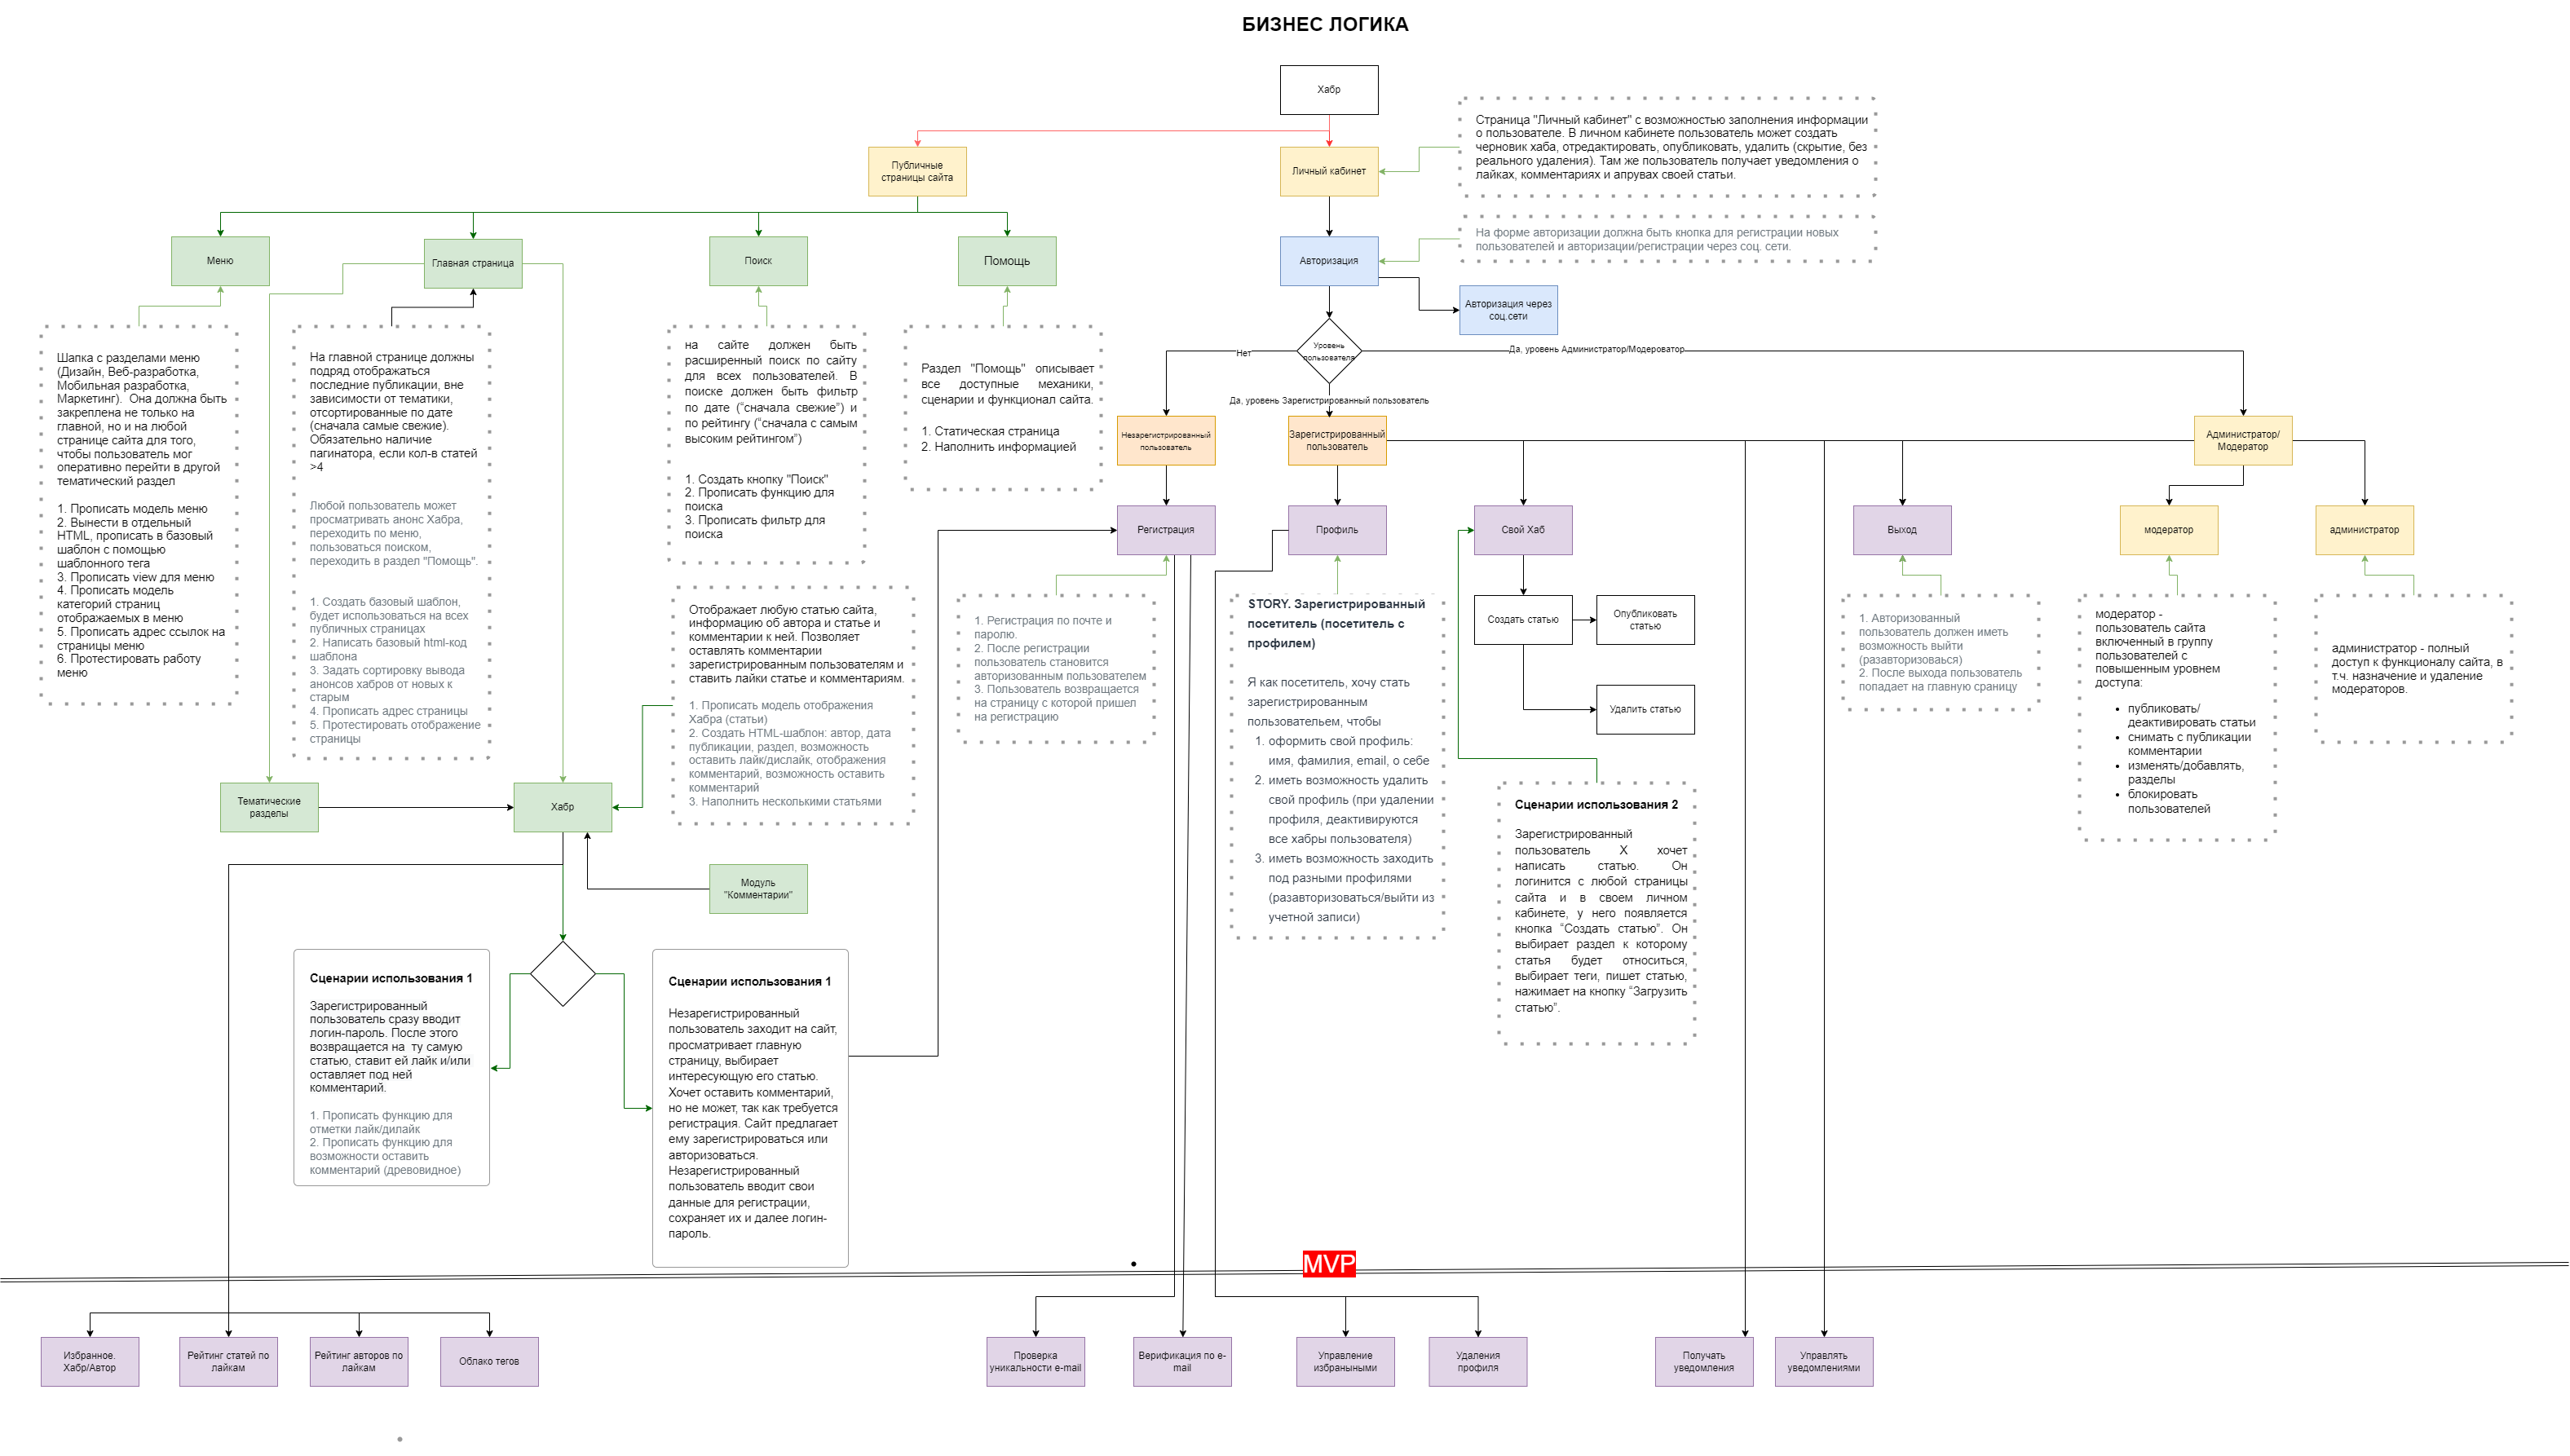 БИЗНЕС ЛОГИКА
Хабр
Публичные
страницы сайта
Личный кабинет
Страница "Личный кабинет" с возможностью заполнения информации
о пользователе. В личном кабинете пользователь может создать
черновик хаба, отредактировать, опубликовать, удалить (скрытие, без
реального удаления). Там же пользователь получает уведомления о
лайках, комментариях и апрувах своей статьи.
Меню
Главная страница
Поиск
Помощь
Авторизация
На форме авторизации должна быть кнопка для регистрации новых
пользователей и авторизации/регистрации через соц. сети.
Авторизация через
соц.сети
Уровень
пользователя
Нет
Да, уровень Администратор/Модероватор
Да, уровень Зарегистрированный пользователь
Шапка с разделами меню
(Дизайн, Веб-разработка,
Мобильная разработка,
Маркетинг).  Она должна быть
закреплена не только на
главной, но и на любой
странице сайта для того,
чтобы пользователь мог
оперативно перейти в другой
тематический раздел
1. Прописать модель меню
2. Вынести в отдельный
HTML, прописать в базовый
шаблон с помощью
шаблонного тега
3. Прописать view для меню
4. Прописать модель
категорий страниц
отображаемых в меню
5. Прописать адрес ссылок на
страницы меню
6. Протестировать работу
меню
На главной странице должны
подряд отображаться
последние публикации, вне
зависимости от тематики,
отсортированные по дате
(сначала самые свежие).
Обязательно наличие
пагинатора, если кол-в статей
>4
Любой пользователь может
просматривать анонс Хабра,
переходить по меню,
пользоваться поиском,
переходить в раздел "Помощь".
1. Создать базовый шаблон,
будет использоваться на всех
публичных страницах
2. Написать базовый html-код
шаблона
3. Задать сортировку вывода
анонсов хабров от новых к
старым
4. Прописать адрес страницы
5. Протестировать отображение
страницы
на сайте должен быть
расширенный поиск по сайту
для всех пользователей. В
поиске должен быть фильтр
по дате (“сначала свежие”) и
по рейтингу (“сначала с самым
высоким рейтингом”)
1. Создать кнопку "Поиск"
2. Прописать функцию для
поиска
3. Прописать фильтр для
поиска
Раздел "Помощь" описывает
все доступные механики,
сценарии и функционал сайта.
1. Статическая страница
2. Наполнить информацией
Незарегистрированный
пользователь
Зарегистрированный
пользователь
Администратор/
Модератор
Регистрация
Профиль
Свой Хаб
Выход
модератор
администратор
Отображает любую статью сайта,
информацию об автора и статье и
комментарии к ней. Позволяет
оставлять комментарии
зарегистрированным пользователям и
ставить лайки статье и комментариям.
1. Прописать модель отображения
Хабра (статьи)
2. Создать HTML-шаблон: автор, дата
публикации, раздел, возможность
оставить лайк/дислайк, отображения
комментарий, возможность оставить
комментарий
3. Наполнить несколькими статьями
1. Регистрация по почте и
паролю.
2. После регистрации
пользователь становится
авторизованным пользователем
3. Пользователь возвращается
на страницу с которой пришел
на регистрацию
STORY. Зарегистрированный
посетитель (посетитель с
профилем)
Я как посетитель, хочу стать
зарегистрированным
пользователем, чтобы
1. оформить свой профиль:
имя, фамилия, email, о себе
2. иметь возможность удалить
свой профиль (при удалении
профиля, деактивируются
все хабры пользователя)
3. иметь возможность заходить
под разными профилями
(разавторизоваться/выйти из
учетной записи)
Создать статью
Опубликовать
статью
Удалить статью
Сценарии использования 2
Зарегистрированный
пользователь X хочет
написать статью. Он
логинится с любой страницы
сайта и в своем личном
кабинете, у него появляется
кнопка “Создать статью”. Он
выбирает раздел к которому
статья будет относиться,
выбирает теги, пишет статью,
нажимает на кнопку “Загрузить
статью”.
1. Авторизованный
пользователь должен иметь
возможность выйти
(разавторизоваься)
2. После выхода пользователь
попадает на главную сраницу
модератор -
пользователь сайта
включенный в группу
пользователей с
повышенным уровнем
доступа:
• публиковать/
деактивировать статьи
• снимать с публикации
комментарии
• изменять/добавлять,
разделы
• блокировать
пользователей
администратор - полный
доступ к функционалу сайта, в
т.ч. назначение и удаление
модераторов.
Тематические
разделы
Хабр
Модуль
"Комментарии"
Сценарии использования 1
Зарегистрированный
пользователь сразу вводит
логин-пароль. После этого
возвращается на  ту самую
статью, ставит ей лайк и/или
оставляет под ней
комментарий.
1. Прописать функцию для
отметки лайк/дилайк
2. Прописать функцию для
возможности оставить
комментарий (древовидное)
Сценарии использования 1
Незарегистрированный
пользователь заходит на сайт,
просматривает главную
страницу, выбирает
интересующую его статью.
Хочет оставить комментарий,
но не может, так как требуется
регистрация. Сайт предлагает
ему зарегистрироваться или
авторизоваться.
Незарегистрированный
пользователь вводит свои
данные для регистрации,
сохраняет их и далее логин-
пароль.
MVP
Избранное.
Хабр/Автор
Рейтинг статей по
лайкам
Рейтинг авторов по
лайкам
Облако тегов
Проверка
уникальности e-mail
Верификация по e-
mail
Управление
избраныными
Удаления
профиля
Получать
уведомления
Управлять
уведомлениями